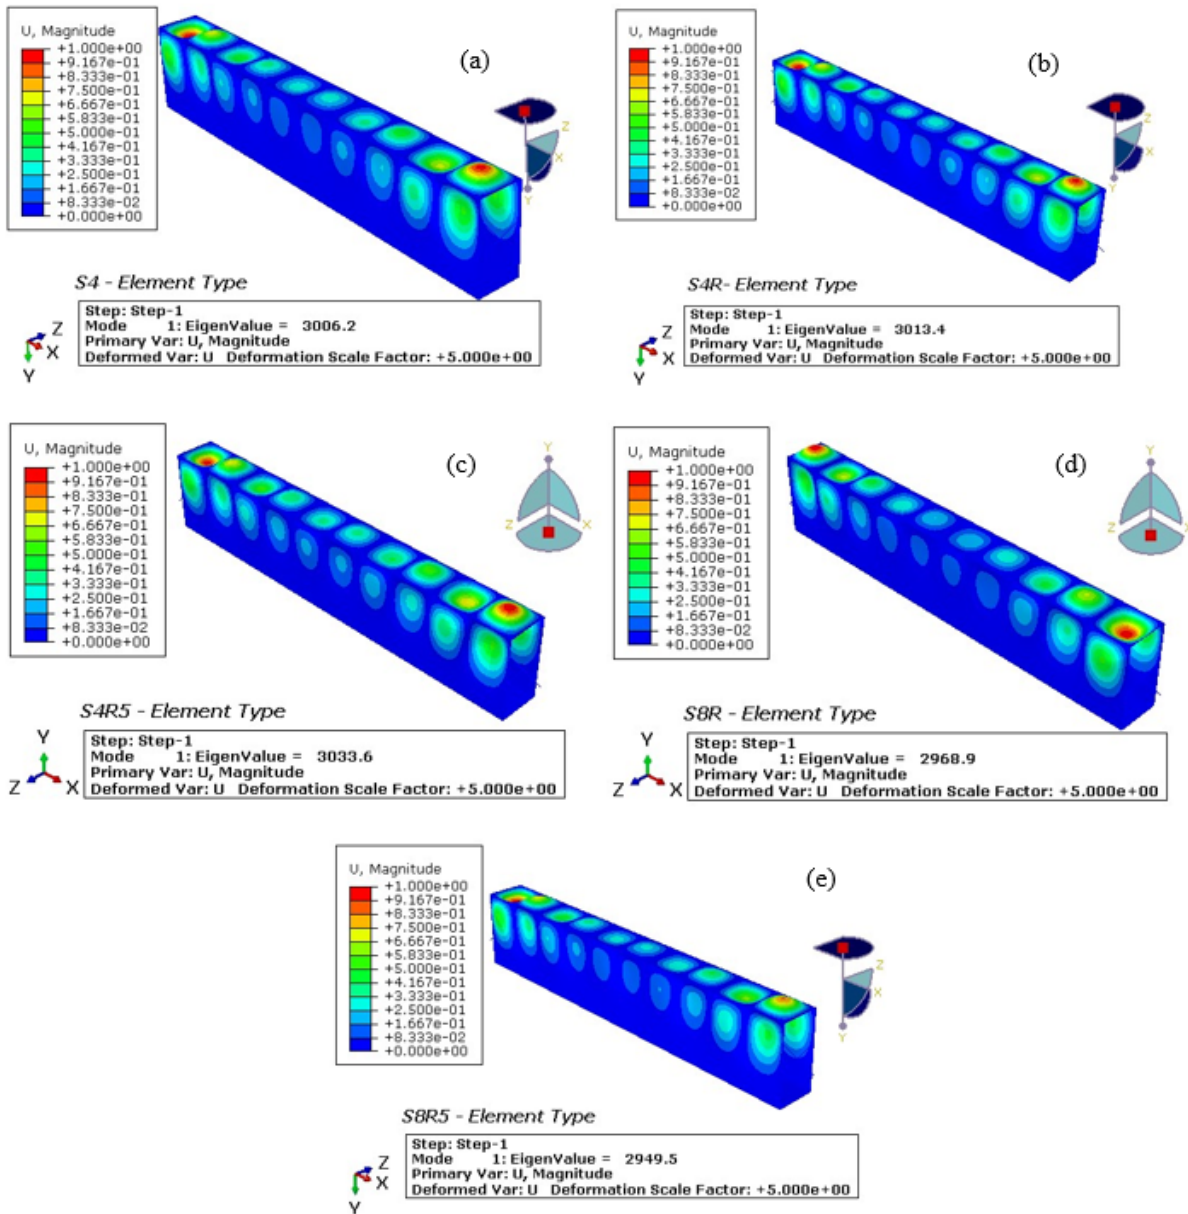 U, Magnitude
+1.000e+00
+9.167e-01
+8.333e-01
+7.500e-01
+6.667e-01
+5.833e-01
+5.000e-01
+4.167e-01
+3.333e-01
+2.500e-01
+1.667e-01
+8.333e-02
+0.000e+00
(a)
Z
X
Y
S4 - Element Type
Step: Step-1
Mode 1: EigenValue = 3006.2
Primary Var: U, Magnitude
Deformed Var: U Deformation Scale Factor: +5.000e+00
Z
X
Y
U, Magnitude
+1.000e+00
+9.167e-01
+8.333e-01
+7.500e-01
+6.667e-01
+5.833e-01
+5.000e-01
+4.167e-01
+3.333e-01
+2.500e-01
+1.667e-01
+8.333e-02
+0.000e+00
(b)
Z
X
Y
S4R- Element Type
Step: Step-1
Mode 1: EigenValue = 3013.4
Primary Var: U, Magnitude
Deformed Var: U Deformation Scale Factor: +5.000e+00
Z
X
Y
U, Magnitude
+1.000e+00
+9.167e-01
+8.333e-01
+7.500e-01
+6.667e-01
+5.833e-01
+5.000e-01
+4.167e-01
+3.333e-01
+2.500e-01
+1.667e-01
+8.333e-02
+0.000e+00
(c)
Y
Z
X
S4R5 - Element Type
Step: Step-1
Mode 1: EigenValue = 3033.6
Primary Var: U, Magnitude
Deformed Var: U Deformation Scale Factor: +5.000e+00
Y
Z
X
U, Magnitude
+1.000e+00
+9.167e-01
+8.333e-01
+7.500e-01
+6.667e-01
+5.833e-01
+5.000e-01
+4.167e-01
+3.333e-01
+2.500e-01
+1.667e-01
+8.333e-02
+0.000e+00
(d)
Y
Z
X
S8R - Element Type
Step: Step-1
Mode 1: EigenValue = 2968.9
Primary Var: U, Magnitude
Deformed Var: U Deformation Scale Factor: +5.000e+00
Y
Z
X
U, Magnitude
+1.000e+00
+9.167e-01
+8.333e-01
+7.500e-01
+6.667e-01
+5.833e-01
+5.000e-01
+4.167e-01
+3.333e-01
+2.500e-01
+1.667e-01
+8.333e-02
+0.000e+00
(e)
Z
X
Y
S8R5 - Element Type
Step: Step-1
Mode 1: EigenValue = 2949.5
Primary Var: U, Magnitude
Deformed Var: U Deformation Scale Factor: +5.000e+00
Z
X
Y